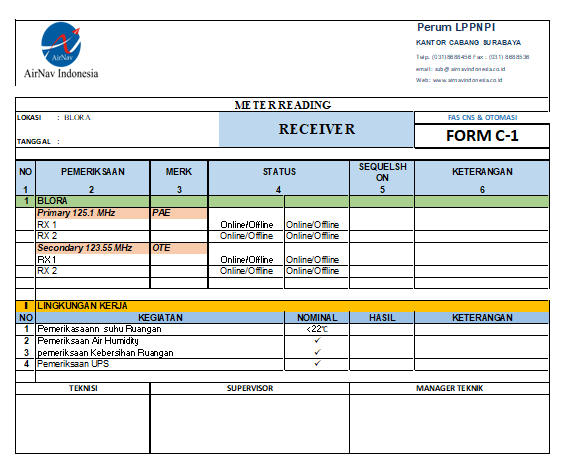 AirNav
AirNav Indonesia
Perum LPPNPI
KANTOR CABANG SURABAYA
Telp. (031) 8688456 Fax : (031) 8688536
email : sub@airnavindonesia.co.id
Web : www.airnavindonesia.co.id
METER READING
LOKASI : BLORA
TANGGAL :
RECEIVER
FAS CNS & OTOMASI
FORM C-1
NO PEMERIKSAAN MERK STATUS SEQUELSH ON KETERANGAN
1 2 3 4 5 6
1 BLORA
Primary 125.1 MHz PAE
RX 1 Online/Offline Online/Offline
RX 2 Online/Offline Online/Offline
Secondary 123.55 MHz OTE
RX 1 Online/Offline Online/Offline
RX 2 Online/Offline Online/Offline
II LINGKUNGAN KERJA
NO KEGIATAN NOMINAL HASIL KETERANGAN
1 Pemerikasaann suhu Ruangan <22℃
2 Pemeriksaan Air Humidity ✓
3 pemeriksaan Kebersihan Ruangan ✓
4 Pemeriksaan UPS ✓
TEKNISI SUPERVISOR MANAGER TEKNIK